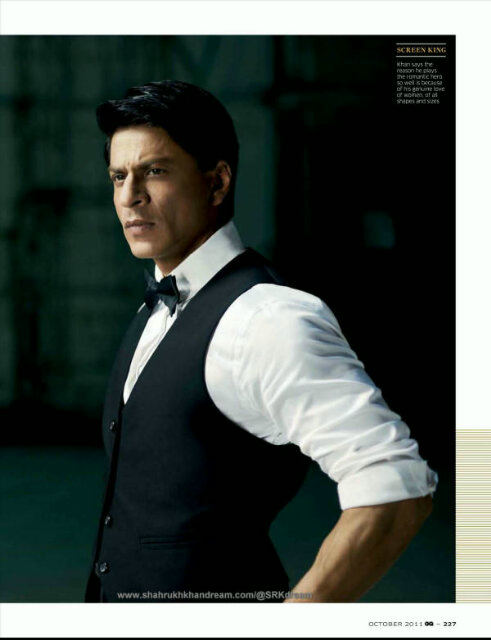 SCREEN KING
Khan says the
reason he plays
the romantic hero
so well is because
of his genuine love
of women, of all
shapes and sizes
www.shahrukhkhandream.com/@SRKdream
OCTOBER 2011 GQ — 227